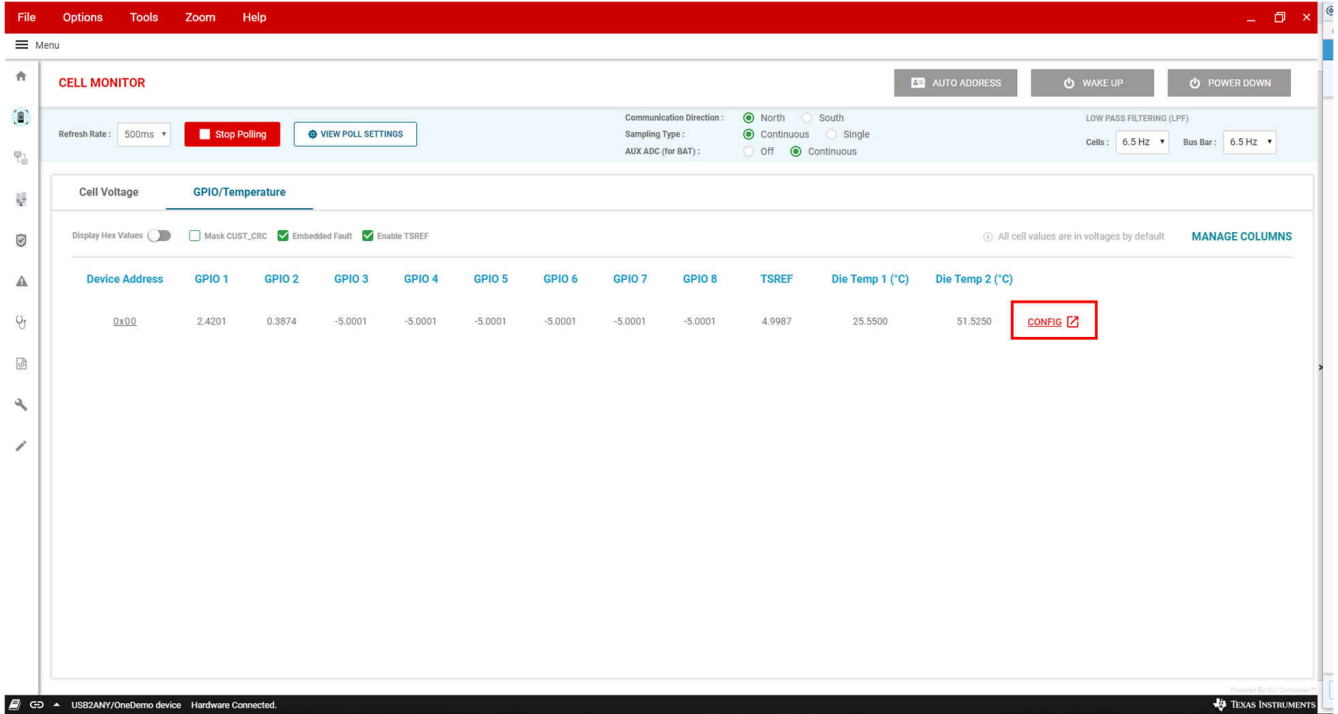 File Options Tools Zoom Help
Menu
CELL MONITOR
AUTO ADDRESS WAKE UP POWER DOWN
Refresh Rate : 500ms Stop Polling VIEW POLL SETTINGS
Communication Direction : North South
Sampling Type : Continuous Single
AUX ADC (for BAT) : Off Continuous
LOW PASS FILTERING (LPF)
Cells : 6.5 Hz Bus Bar : 6.5 Hz
Cell Voltage GPIO/Temperature
Display Hex Values Mask CUST_CRC Embedded Fault Enable TSREF
All cell values are in voltages by default MANAGE COLUMNS
Device Address GPIO 1 GPIO 2 GPIO 3 GPIO 4 GPIO 5 GPIO 6 GPIO 7 GPIO 8 TSREF Die Temp 1 (°C) Die Temp 2 (°C)
0x00 2.4201 0.3874 -5.0001 -5.0001 -5.0001 -5.0001 -5.0001 -5.0001 4.9987 25.5500 51.5250 CONFIG
Powered By GUI Composer™
USB2ANY/OneDemo device Hardware Connected. TEXAS INSTRUMENTS